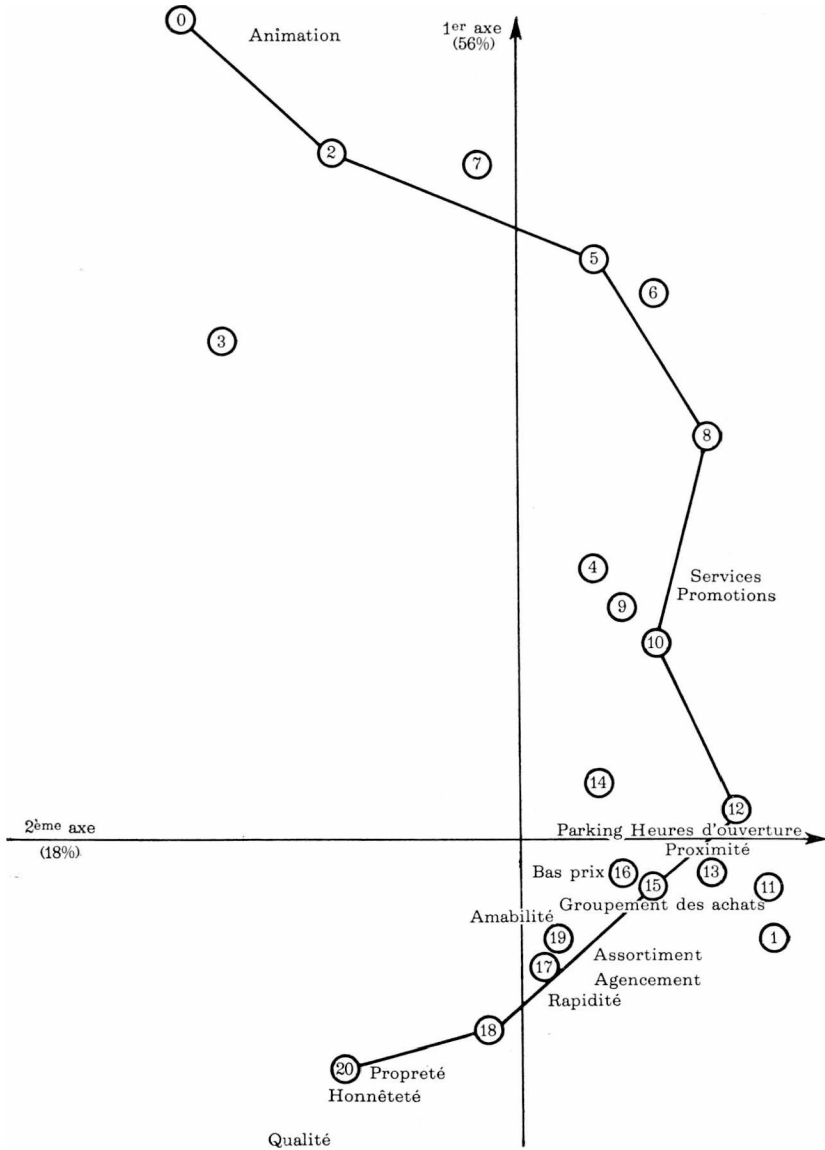 0
Animation
1er axe
(56%)
2
7
5
6
3
8
4
Services
Promotions
9
10
14
12
2ème axe
(18%)
Parking Heures d'ouverture
Proximité
Bas prix
16
13
15
11
Groupement des achats
Amabilité
19
1
Assortiment
17
Agencement
Rapidité
18
20
Propreté
Honnêteté
Qualité